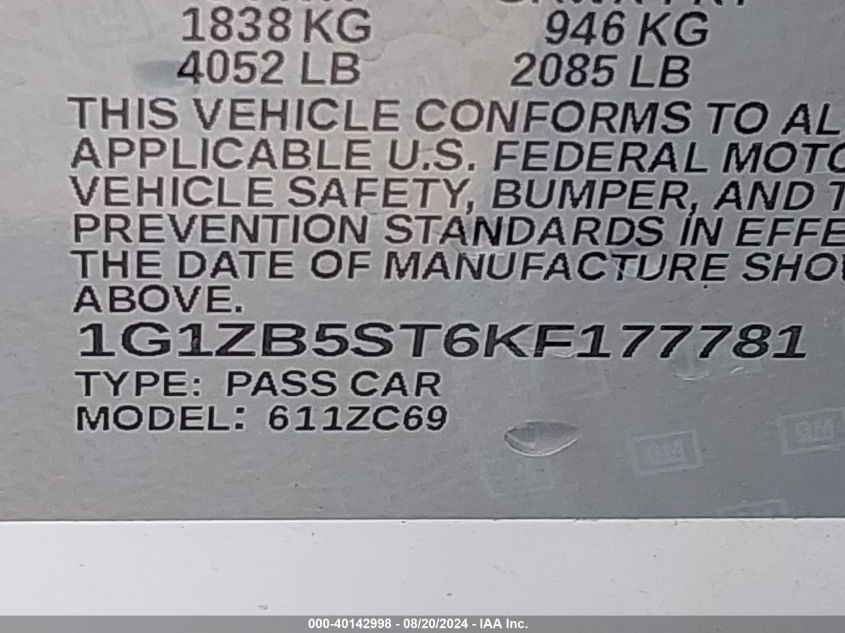 1838 KG 946 KG
4052 LB 2085 LB
THIS VEHICLE CONFORMS TO AL
APPLICABLE U.S. FEDERAL MOTO
VEHICLE SAFETY, BUMPER, AND T
PREVENTION STANDARDS IN EFFE
THE DATE OF MANUFACTURE SHO
ABOVE.
1G1ZB5ST6KF177781
TYPE: PASS CAR
MODEL: 611ZC69
GM GM
000-40142998 - 08/20/2024 - IAA Inc.